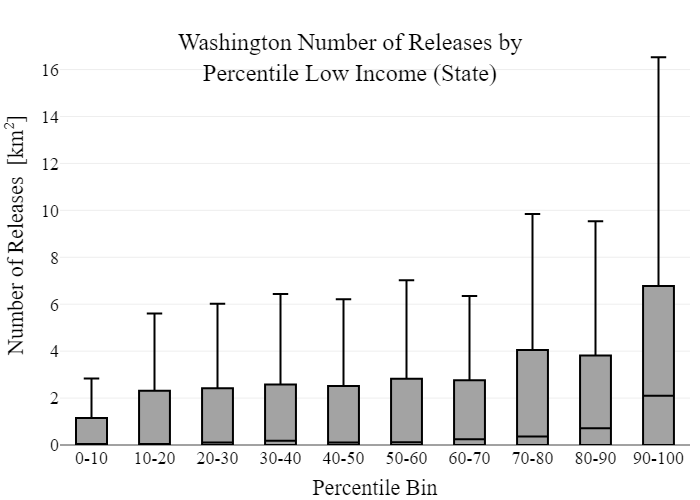 Washington Number of Releases by
Percentile Low Income (State)
Number of Releases [km²]
16
14
12
10
8
6
4
2
0
0-10 10-20 20-30 30-40 40-50 50-60 60-70 70-80 80-90 90-100
Percentile Bin